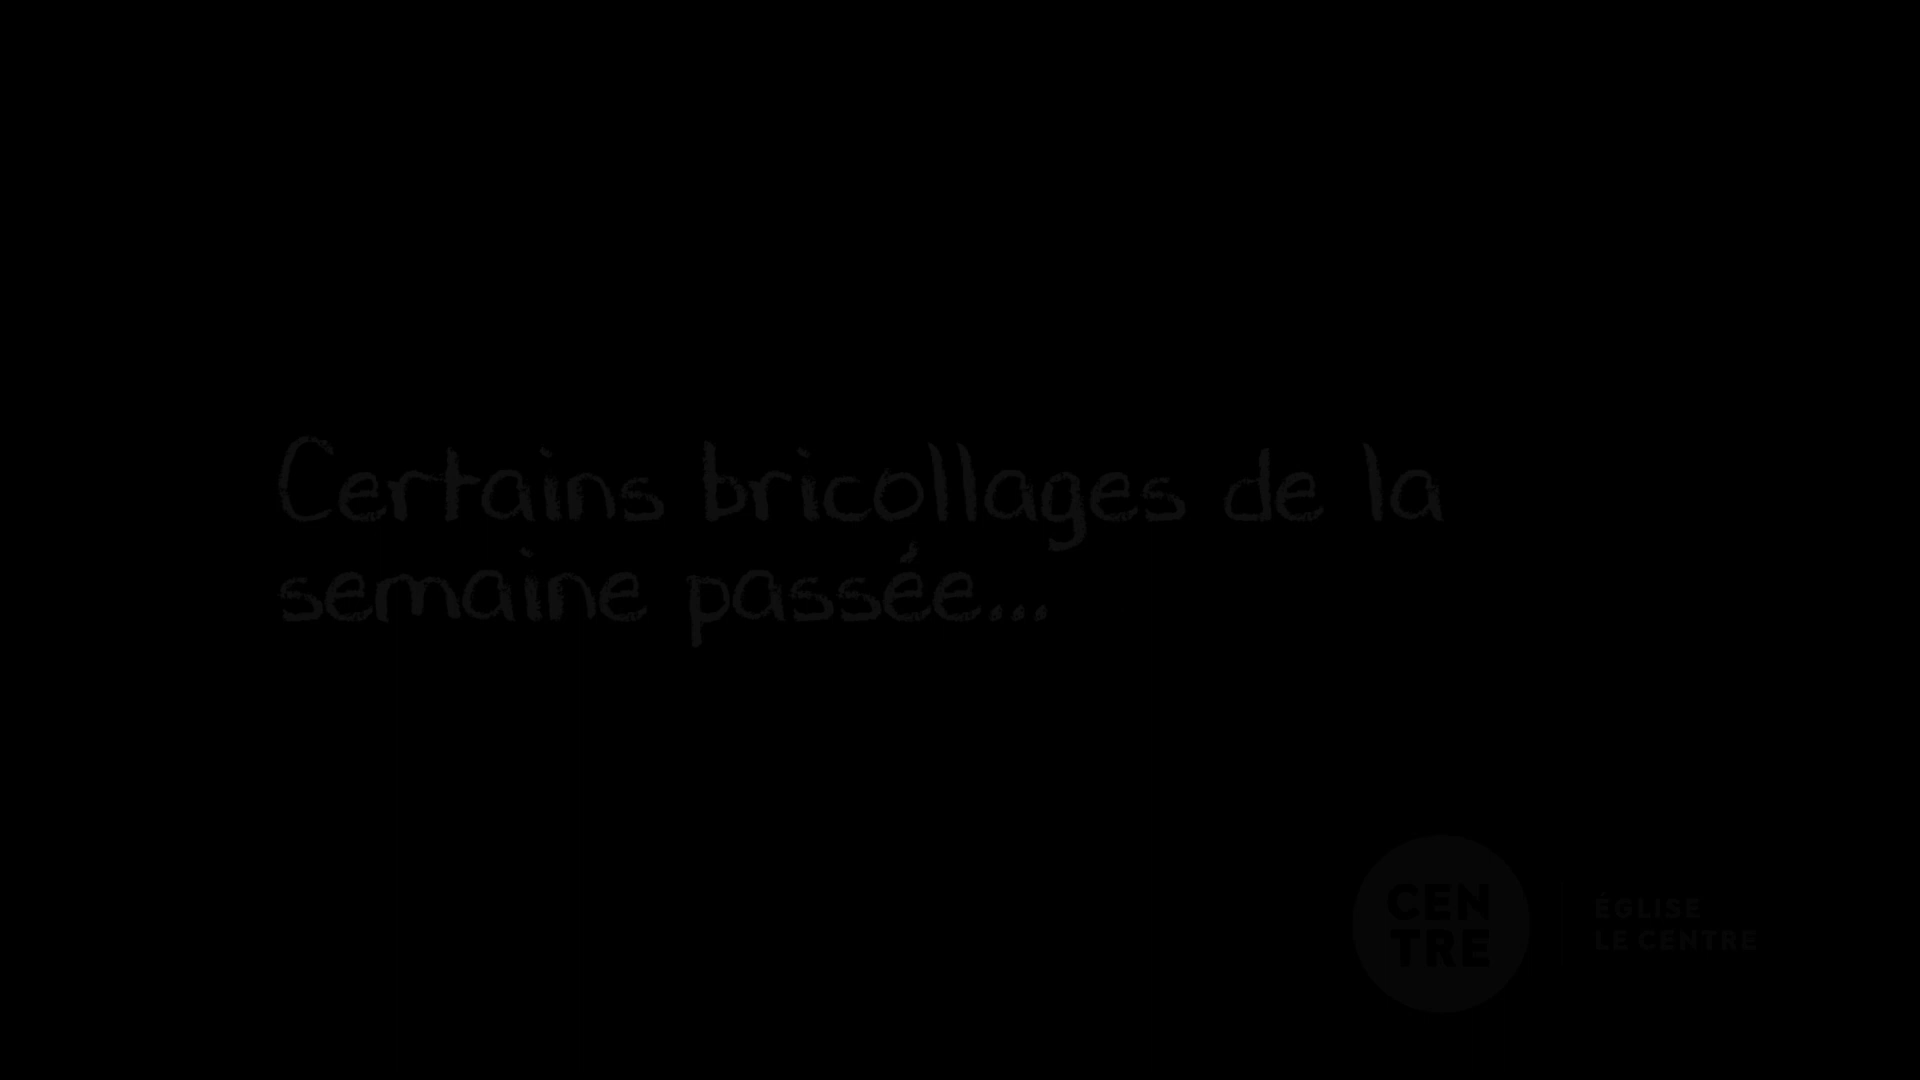 Certains bricollages de la
semaine passée...
CEN
TRE
ÉGLISE
LE CENTRE